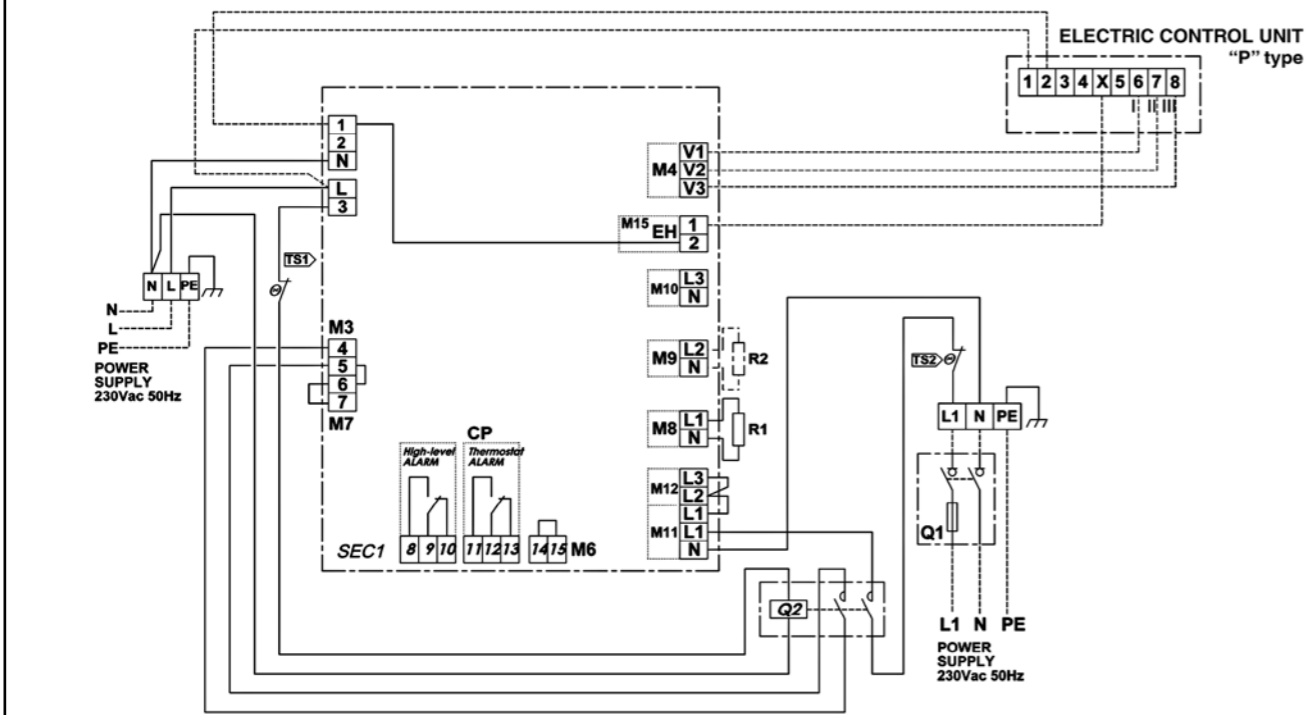 ELECTRIC CONTROL UNIT
“P” type
1 2 3 4 X 5 6 7 8
I II III
1
2
N
L
3
M4
V1
V2
V3
M15
EH
1
2
TS1
N L PE
N
L
PE
POWER
SUPPLY
230Vac 50Hz
M10
L3
N
M3
4
5
6
7
M7
M9
L2
N
R2
M8
L1
N
R1
TS2
L1 N PE
CP
High-level
ALARM
Thermostat
ALARM
M12
L3
L2
L1
M11
L1
N
SEC1
8 9 10
11 12 13
14 15 M6
Q1
Q2
L1 N PE
POWER
SUPPLY
230Vac 50Hz